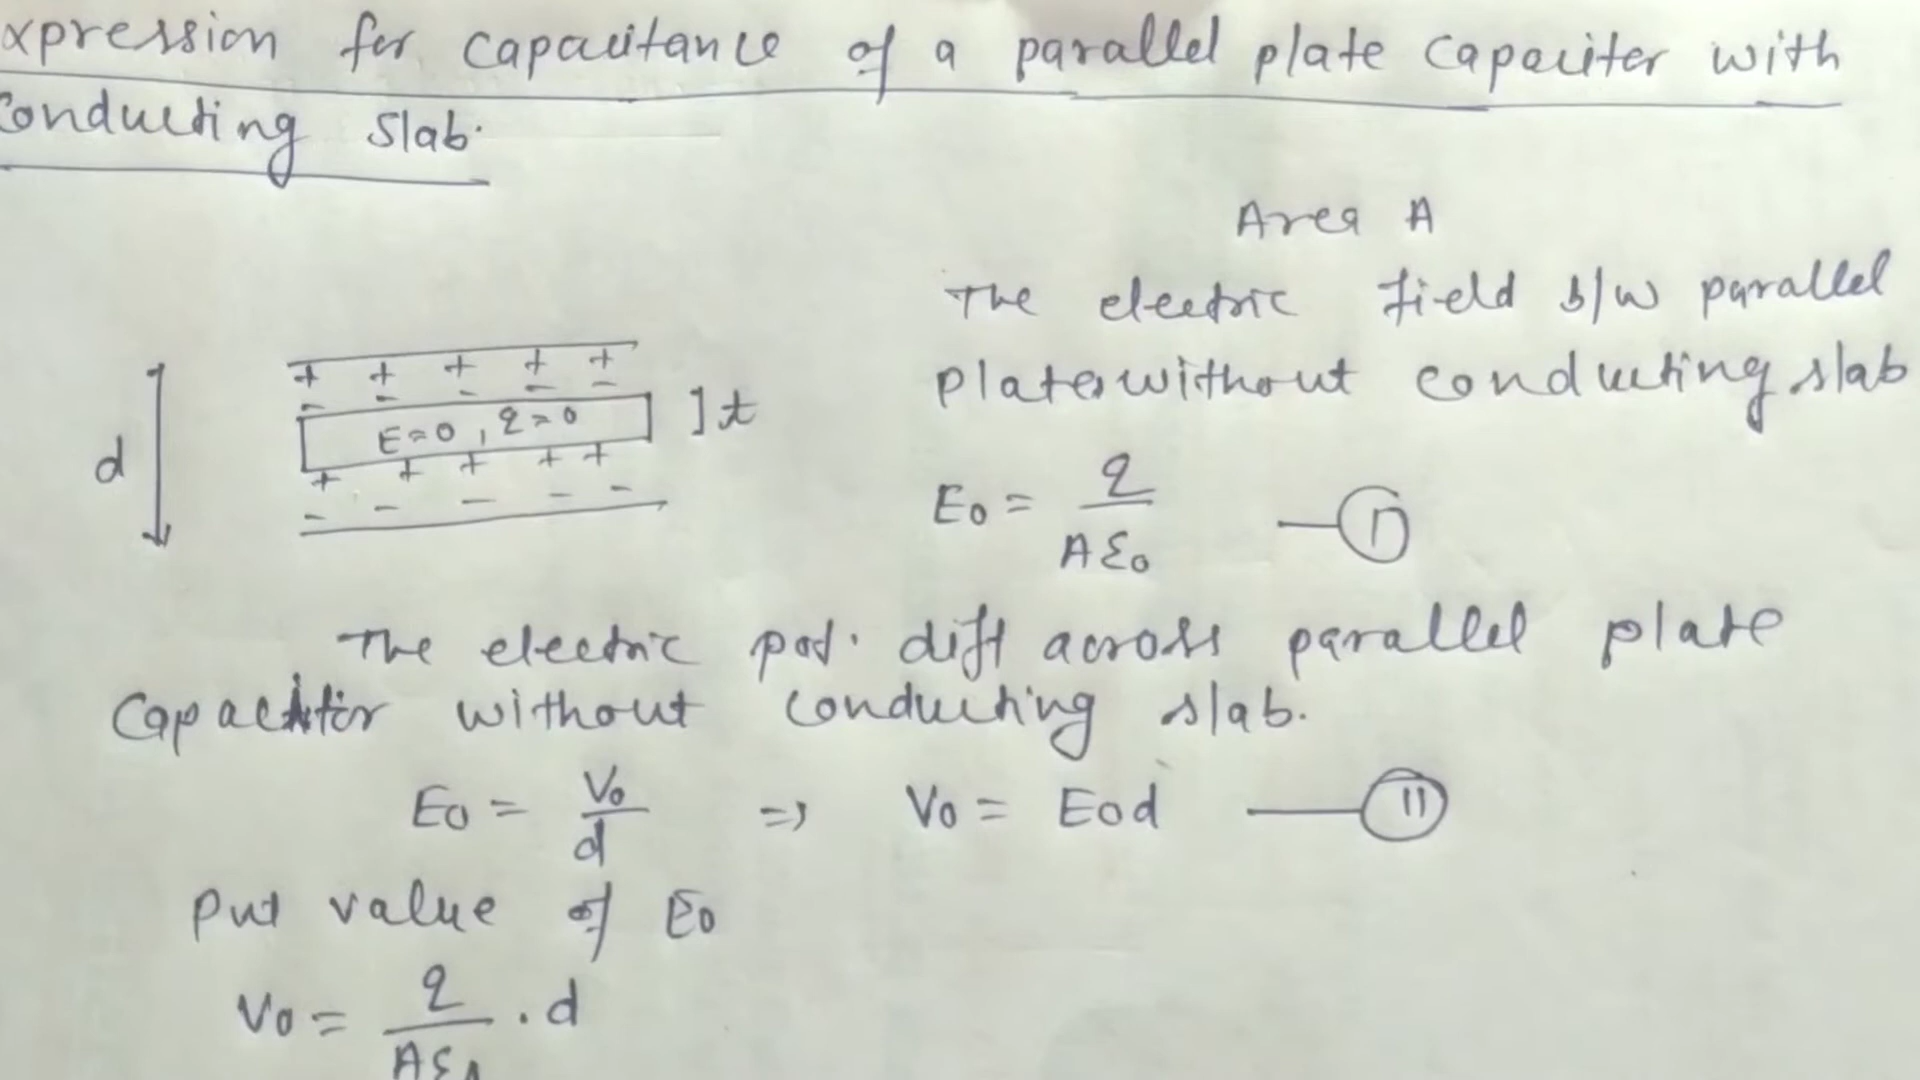 xpression for capacitance of a parallel plate capacitor with
conducting slab.
Area A
The electric field b/w parallel
plates without conducting slab
+ + + + +
- - - - -
E=0, q=0
] t
d
+ + + + +
- - - - -
E0 = q / Aε0 — (I)
The electric pot. diff across parallel plate
capacitor without conducting slab.
E0 = V0 / d => V0 = E0d — (II)
Put value of E0
V0 = q / Aε0 . d